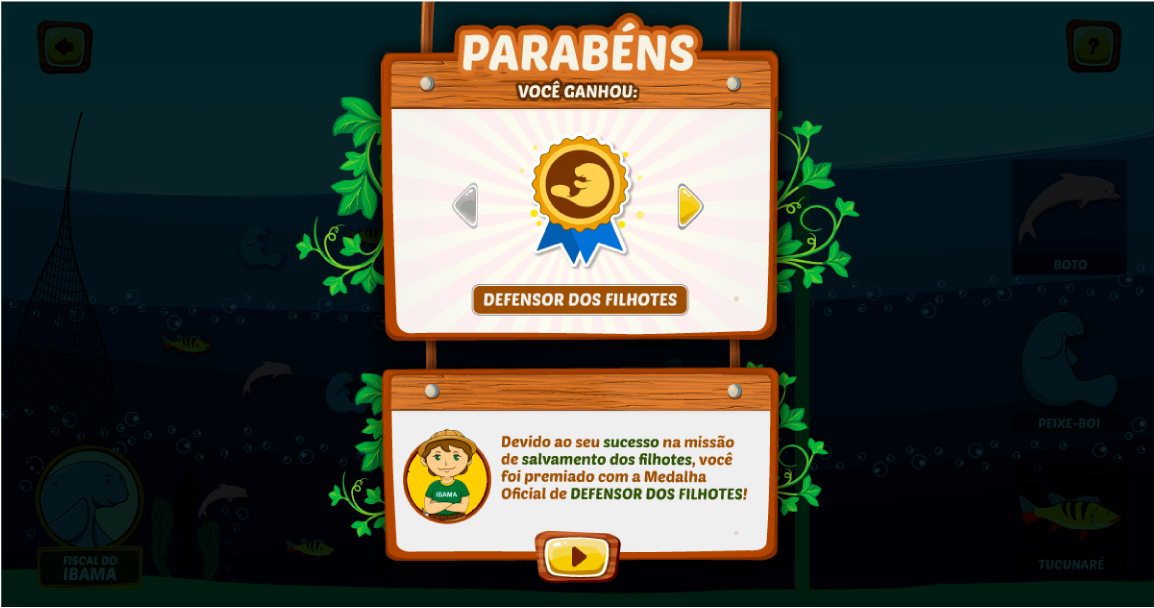 PARABÉNS
VOCÊ GANHOU:
?
DEFENSOR DOS FILHOTES
BOTO
PEIXE-BOI
Devido ao seu sucesso na missão
de salvamento dos filhotes, você
foi premiado com a Medalha
Oficial de DEFENSOR DOS FILHOTES!
IBAMA
FISCAL DO
IBAMA
TUCUNARÉ